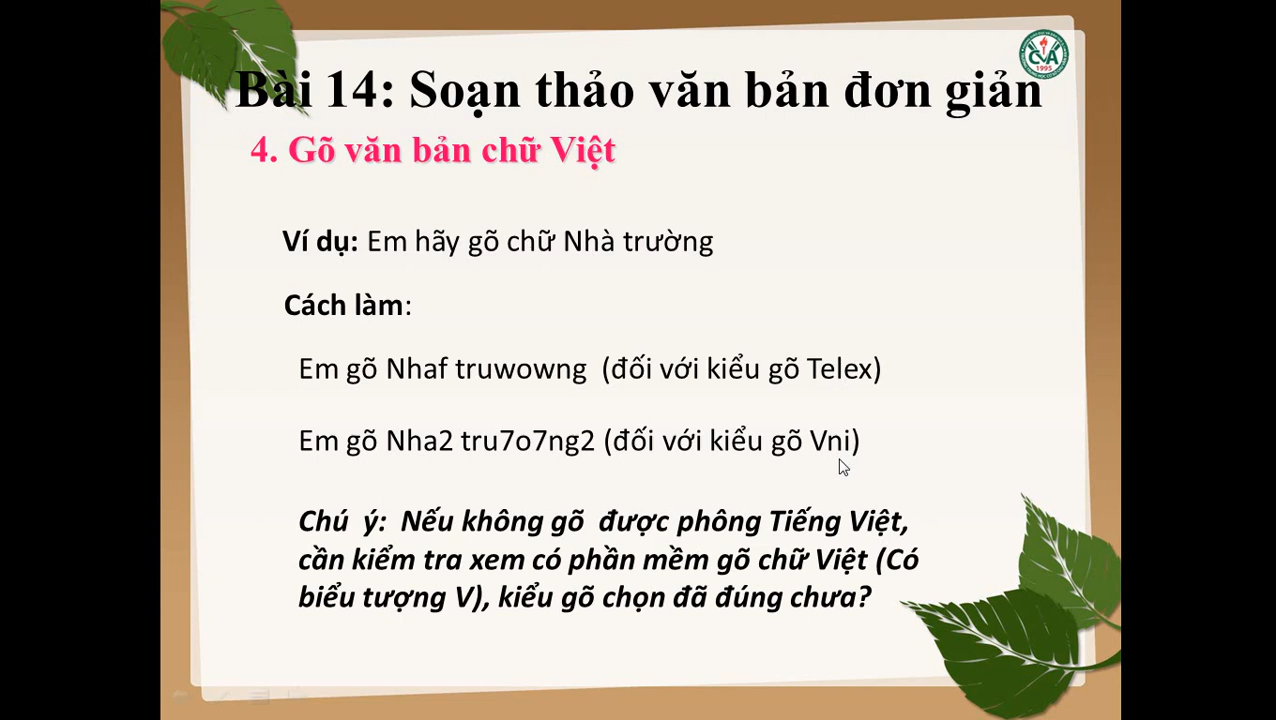 CVA
1995
Bài 14: Soạn thảo văn bản đơn giản
4. Gõ văn bản chữ Việt
Ví dụ: Em hãy gõ chữ Nhà trường
Cách làm:
Em gõ Nhaf truwowng (đối với kiểu gõ Telex)
Em gõ Nha2 tru7o7ng2 (đối với kiểu gõ Vni)
Chú ý: Nếu không gõ được phông Tiếng Việt,
cần kiểm tra xem có phần mềm gõ chữ Việt (Có
biểu tượng V), kiểu gõ chọn đã đúng chưa?